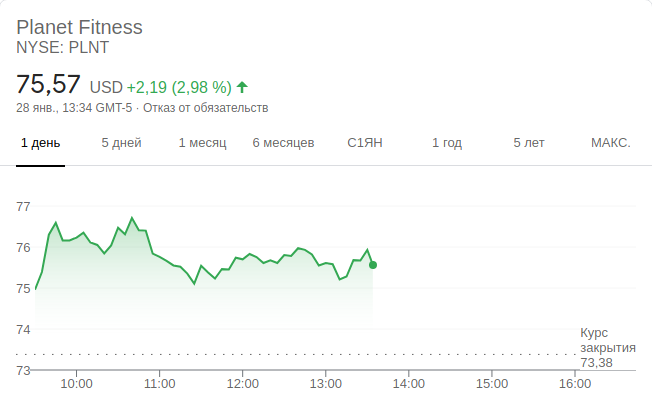 Planet Fitness
NYSE: PLNT
75,57 USD +2,19 (2,98 %)
28 янв., 13:34 GMT-5 · Отказ от обязательств
1 день 5 дней 1 месяц 6 месяцев С1ЯН 1 год 5 лет МАКС.
77
76
75
74
73
Курс
закрытия
73,38
10:00 11:00 12:00 13:00 14:00 15:00 16:00